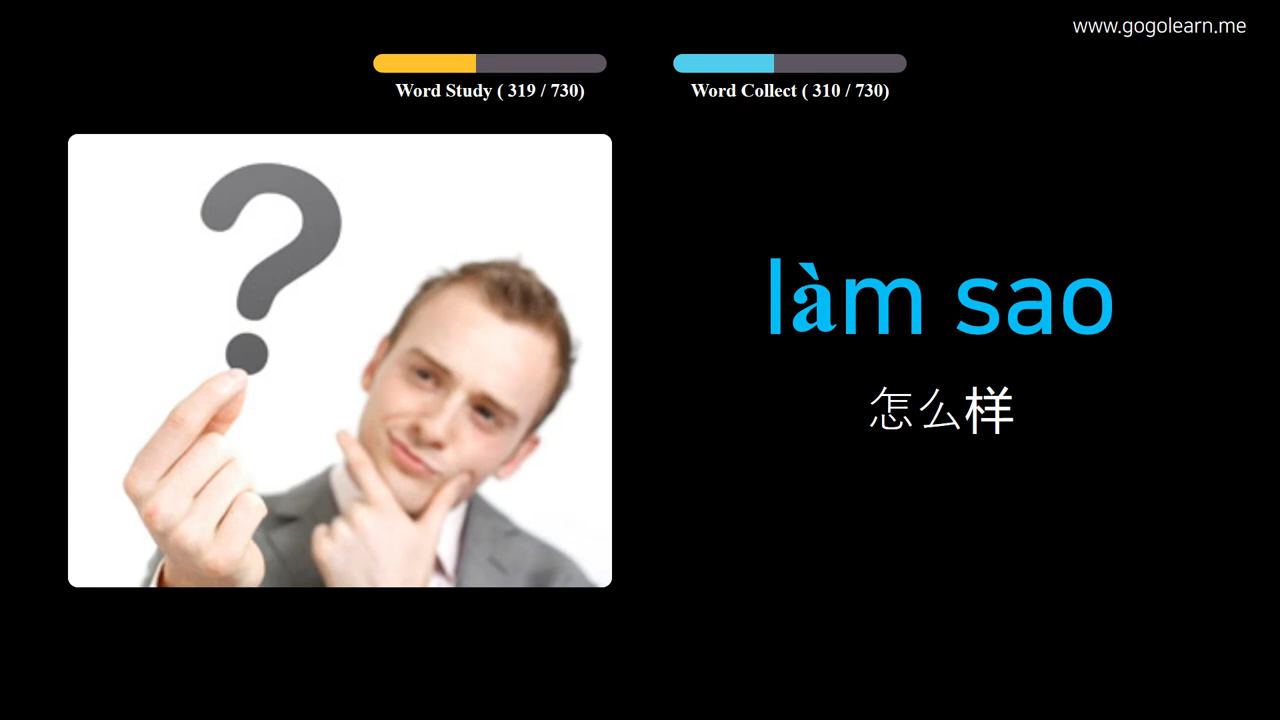 www.gogolearn.me
Word Study ( 319 / 730)
Word Collect ( 310 / 730)
?
làm sao
怎么样